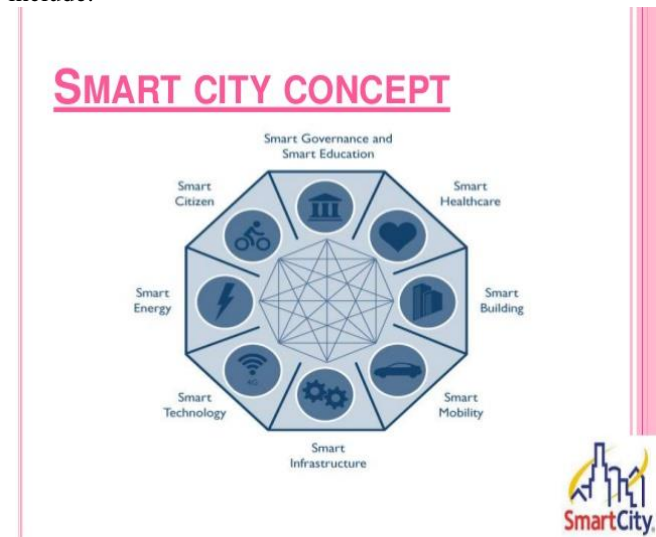 include:
SMART CITY CONCEPT
Smart Governance and
Smart Education
Smart
Citizen
Smart
Healthcare
Smart
Energy
Smart
Building
4G
Smart
Technology
Smart
Mobility
Smart
Infrastructure
SmartCity